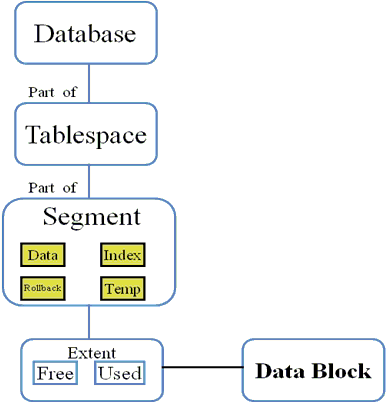 Database
Part of
Tablespace
Part of
Segment
Data Index
Rollback Temp
Extent
Free Used
Data Block